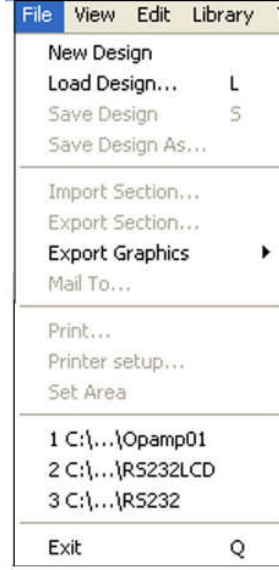 File View Edit Library
New Design
Load Design... L
Save Design S
Save Design As...
Import Section...
Export Section...
Export Graphics
Mail To...
Print...
Printer setup...
Set Area
1 C:\...\Opamp01
2 C:\...\RS232LCD
3 C:\...\RS232
Exit Q